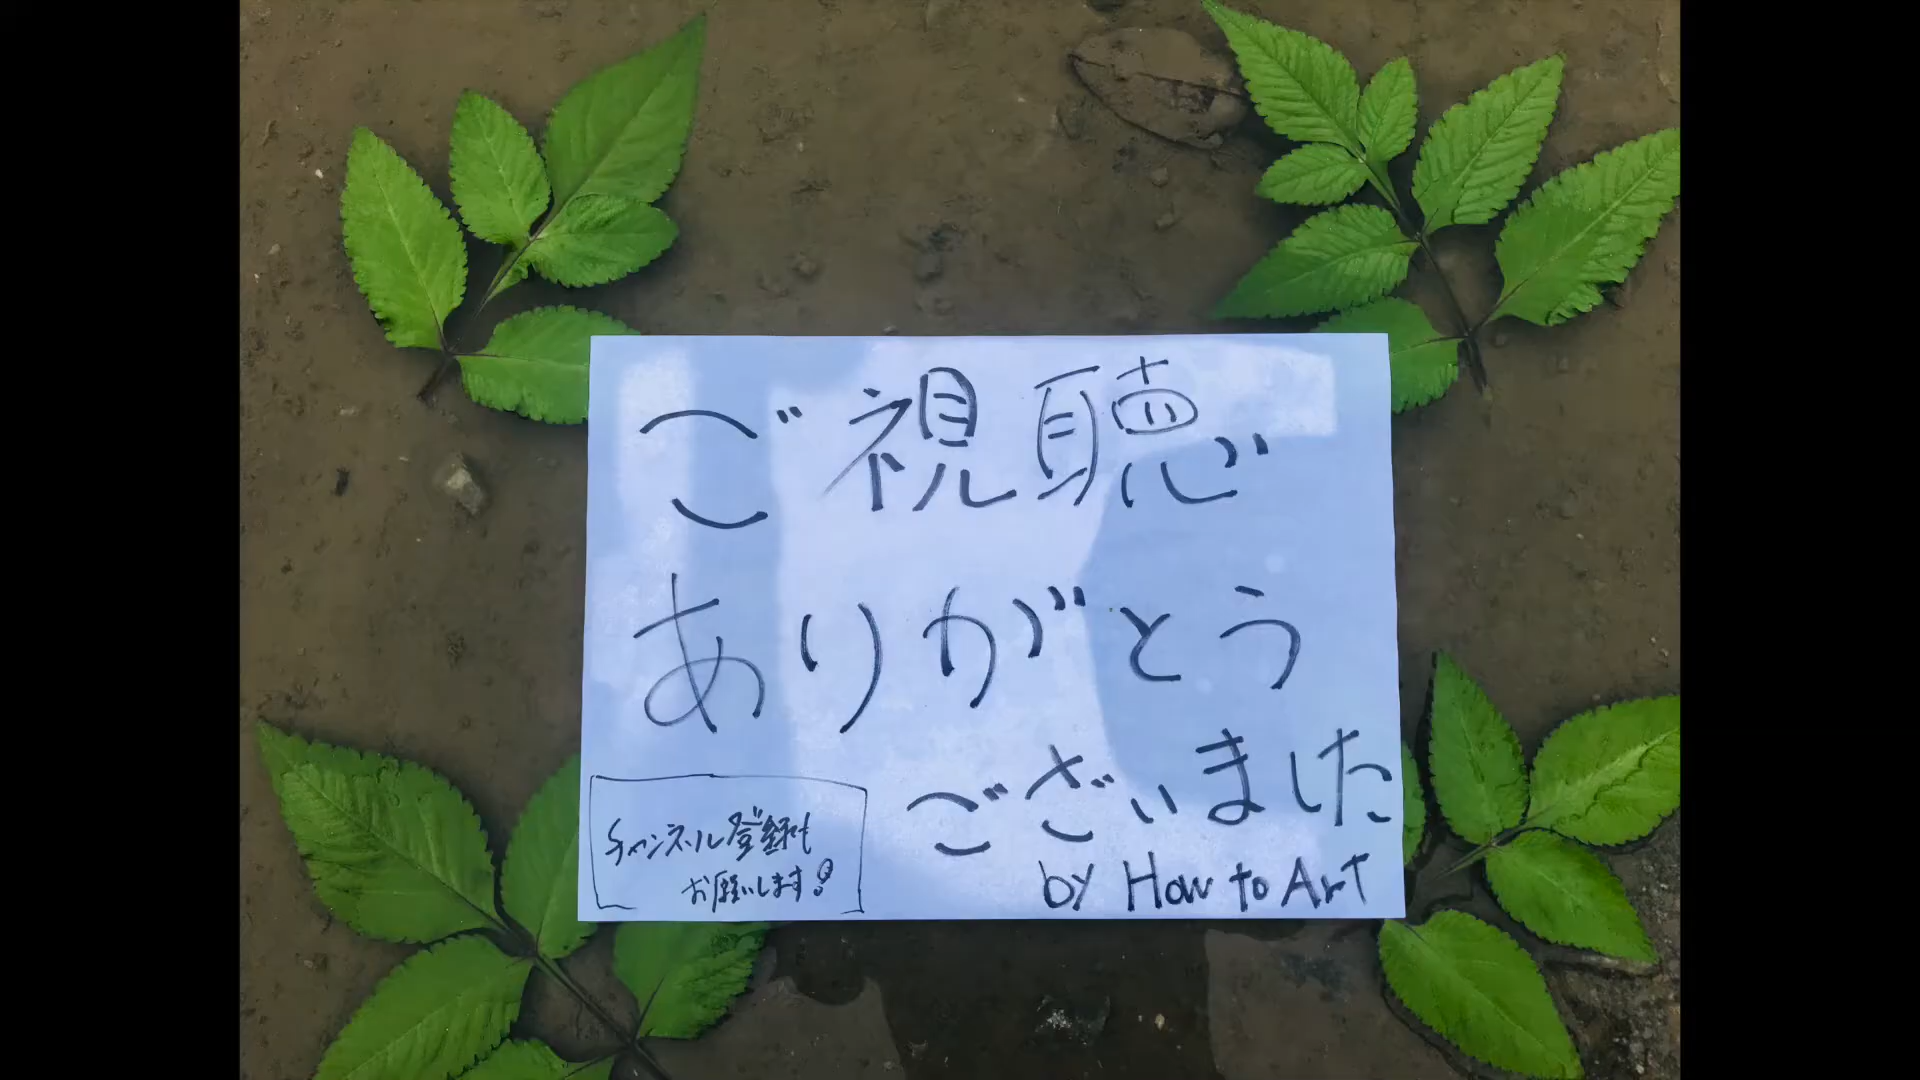 ご視聴
ありがとう
ございました
by How to Art
チャンネル登録も
お願いします!